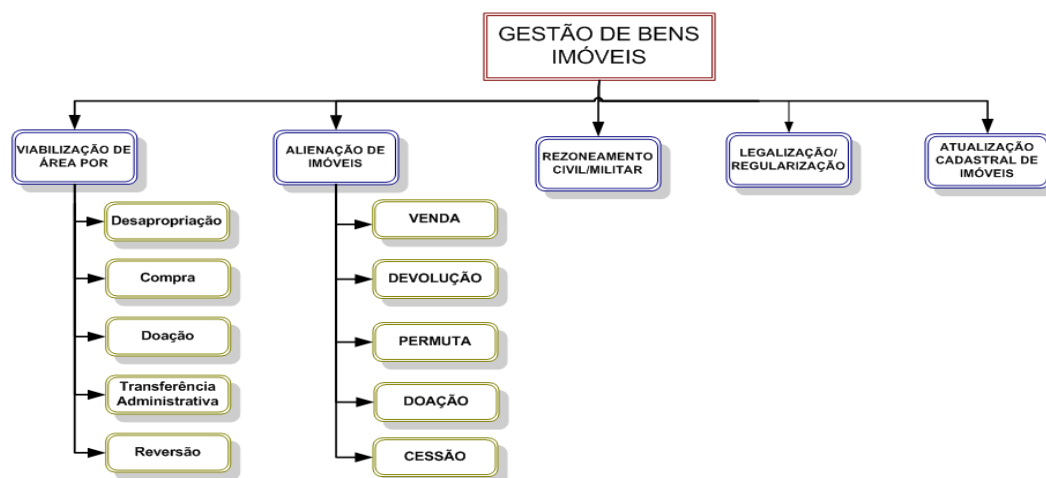 GESTÃO DE BENS
IMÓVEIS
VIABILIZAÇÃO DE
ÁREA POR
ALIENAÇÃO DE
IMÓVEIS
REZONEAMENTO
CIVIL/MILITAR
LEGALIZAÇÃO/
REGULARIZAÇÃO
ATUALIZAÇÃO
CADASTRAL DE
IMÓVEIS
Desapropriação
Compra
Doação
Transferência
Administrativa
Reversão
VENDA
DEVOLUÇÃO
PERMUTA
DOAÇÃO
CESSÃO